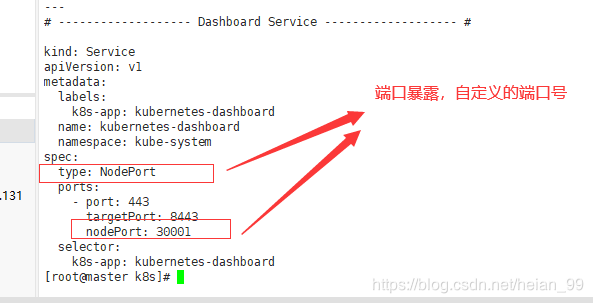 ---
# ------------------- Dashboard Service ------------------- #
kind: Service
apiVersion: v1
metadata:
  labels:
    k8s-app: kubernetes-dashboard
  name: kubernetes-dashboard
  namespace: kube-system
spec:
  type: NodePort
  ports:
    - port: 443
      targetPort: 8443
      nodePort: 30001
  selector:
    k8s-app: kubernetes-dashboard
[root@master k8s]#
端口暴露，自定义的端口号
.131
https://blog.csdn.net/heian_99